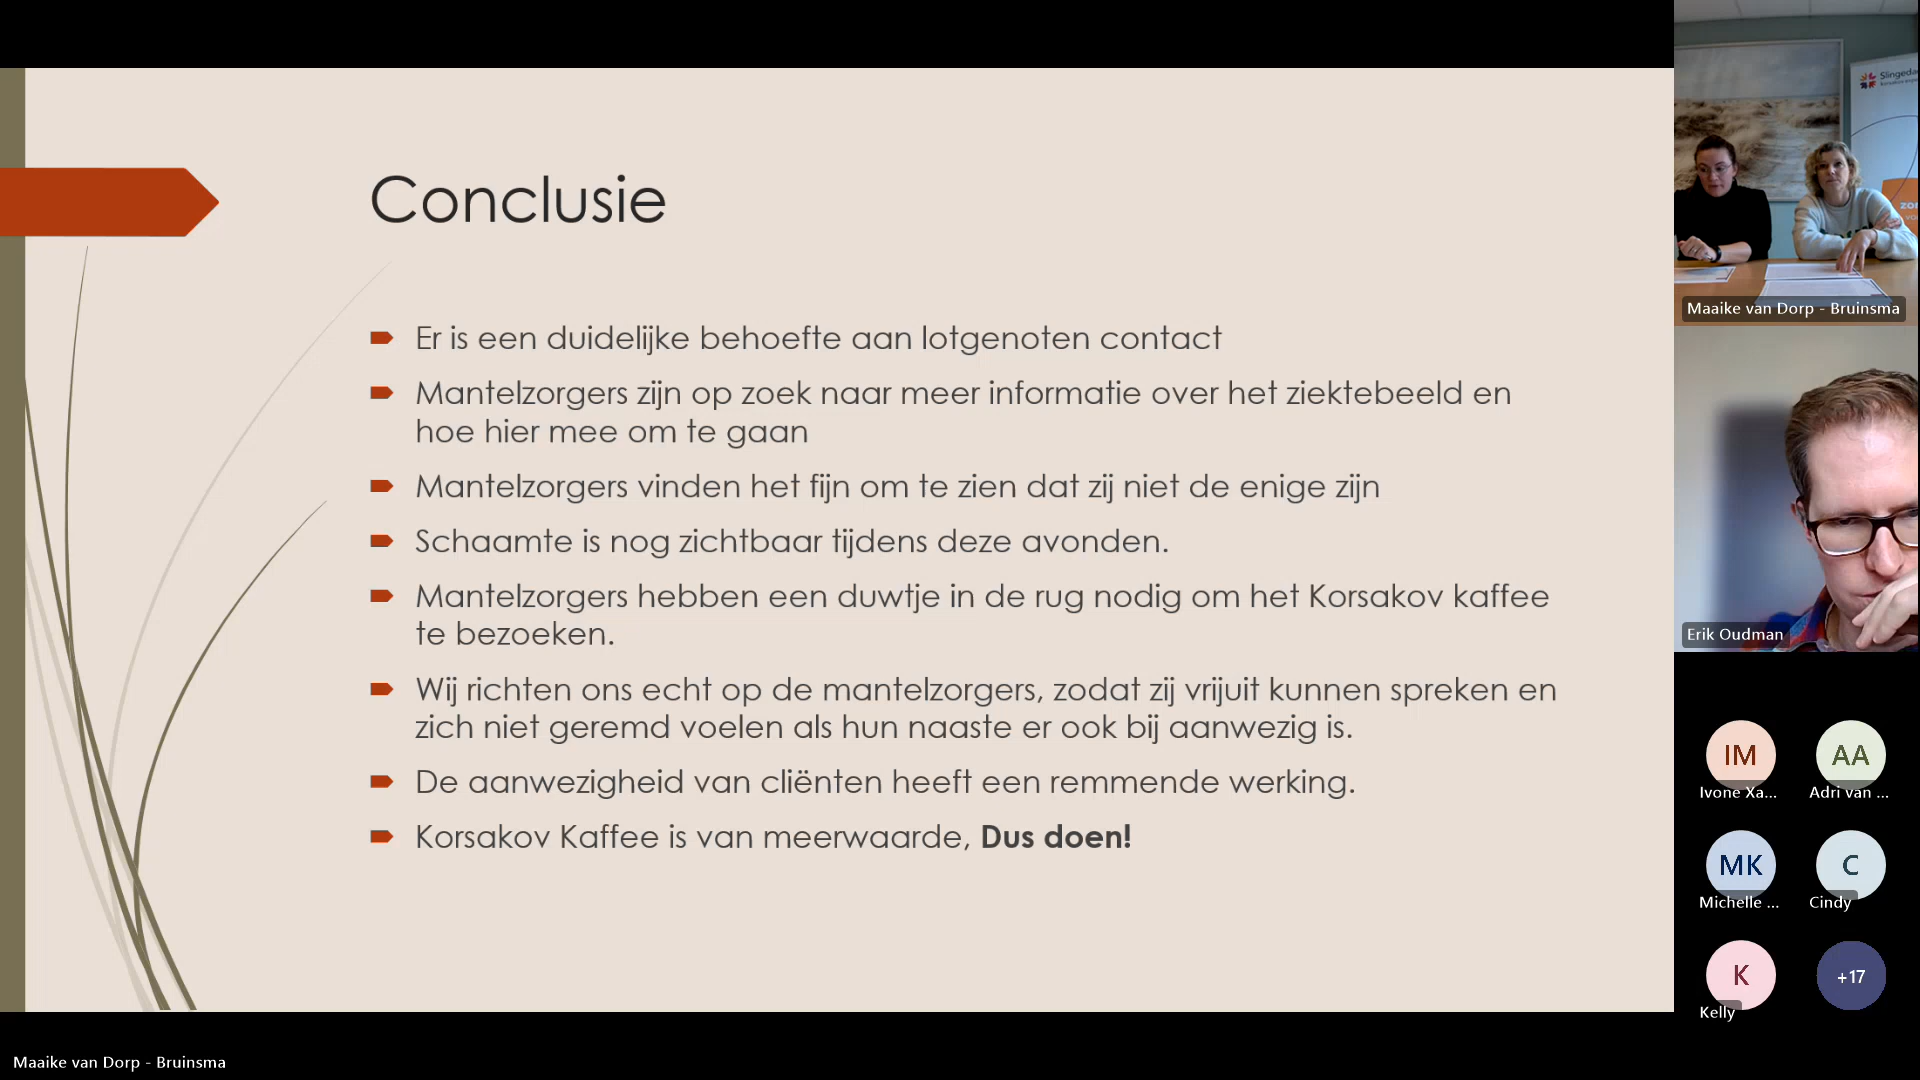 Conclusie
Er is een duidelijke behoefte aan lotgenoten contact
Mantelzorgers zijn op zoek naar meer informatie over het ziektebeeld en
hoe hier mee om te gaan
Mantelzorgers vinden het fijn om te zien dat zij niet de enige zijn
Schaamte is nog zichtbaar tijdens deze avonden.
Mantelzorgers hebben een duwtje in de rug nodig om het Korsakov kaffee
te bezoeken.
Wij richten ons echt op de mantelzorgers, zodat zij vrijuit kunnen spreken en
zich niet geremd voelen als hun naaste er ook bij aanwezig is.
De aanwezigheid van cliënten heeft een remmende werking.
Korsakov Kaffee is van meerwaarde, Dus doen!
Maaike van Dorp - Bruinsma
Slingeda
zor
Maaike van Dorp - Bruinsma
Erik Oudman
IM
Ivone Xa...
AA
Adri van ...
MK
Michelle ...
C
Cindy
K
Kelly
+17